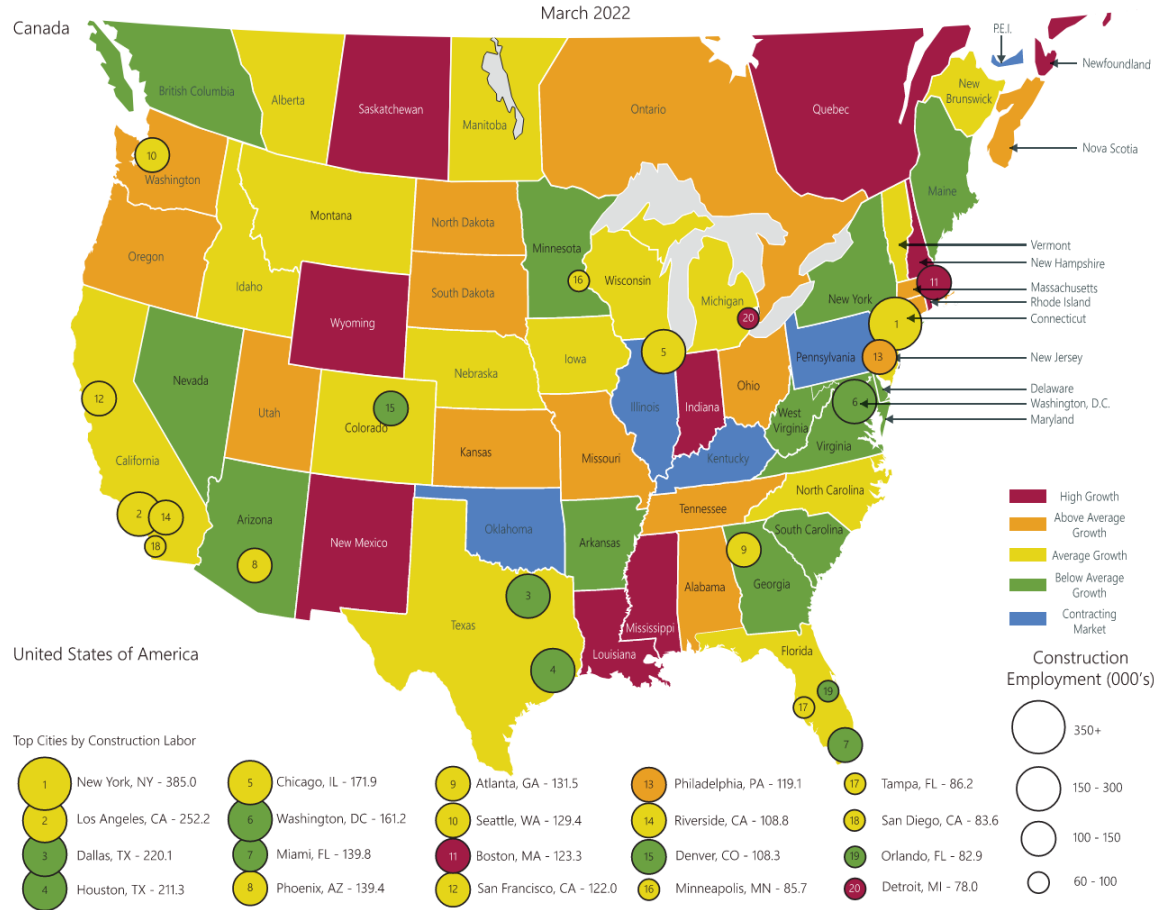 March 2022
Canada
P.E.I.
Newfoundland
British Columbia
Alberta
Saskatchewan
Manitoba
Ontario
Quebec
New
Brunswick
Nova Scotia
10
Washington
Montana
North Dakota
Minnesota
Maine
Oregon
Idaho
Wyoming
South Dakota
16
Wisconsin
Michigan
20
New York
Vermont
New Hampshire
11
Massachusetts
Rhode Island
Connecticut
1
Nevada
Utah
Nebraska
Iowa
5
Pennsylvania
13
New Jersey
12
California
Colorado
15
Kansas
Missouri
Illinois
Indiana
Ohio
Kentucky
West
Virginia
Virginia
6
Delaware
Washington, D.C.
Maryland
2
14
18
Arizona
8
New Mexico
Oklahoma
Arkansas
Tennessee
North Carolina
South Carolina
9
Georgia
Alabama
Mississippi
Louisiana
Texas
3
4
Florida
17
19
7
High Growth
Above Average
Growth
Average Growth
Below Average
Growth
Contracting
Market
United States of America
Construction
Employment (000's)
350+
150 - 300
100 - 150
60 - 100
Top Cities by Construction Labor
1 New York, NY - 385.0
2 Los Angeles, CA - 252.2
3 Dallas, TX - 220.1
4 Houston, TX - 211.3
5 Chicago, IL - 171.9
6 Washington, DC - 161.2
7 Miami, FL - 139.8
8 Phoenix, AZ - 139.4
9 Atlanta, GA - 131.5
10 Seattle, WA - 129.4
11 Boston, MA - 123.3
12 San Francisco, CA - 122.0
13 Philadelphia, PA - 119.1
14 Riverside, CA - 108.8
15 Denver, CO - 108.3
16 Minneapolis, MN - 85.7
17 Tampa, FL - 86.2
18 San Diego, CA - 83.6
19 Orlando, FL - 82.9
20 Detroit, MI - 78.0